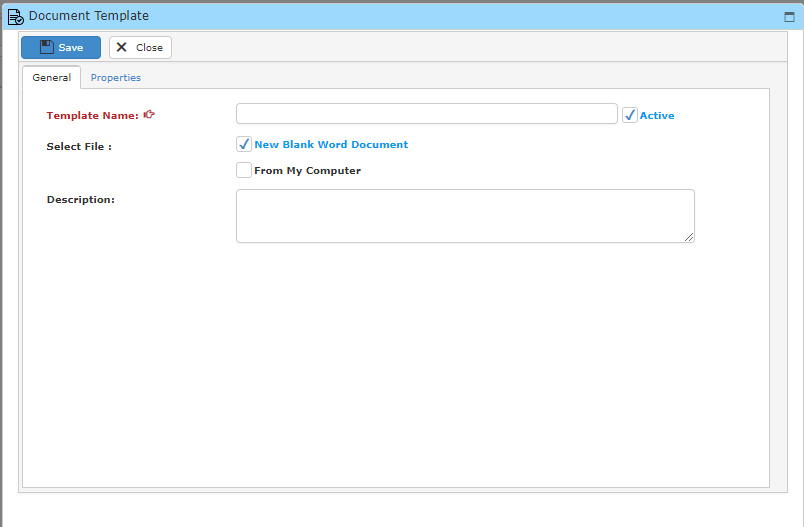 Document Template
Save
Close
General
Properties
Template Name:
Active
Select File :
New Blank Word Document
From My Computer
Description: